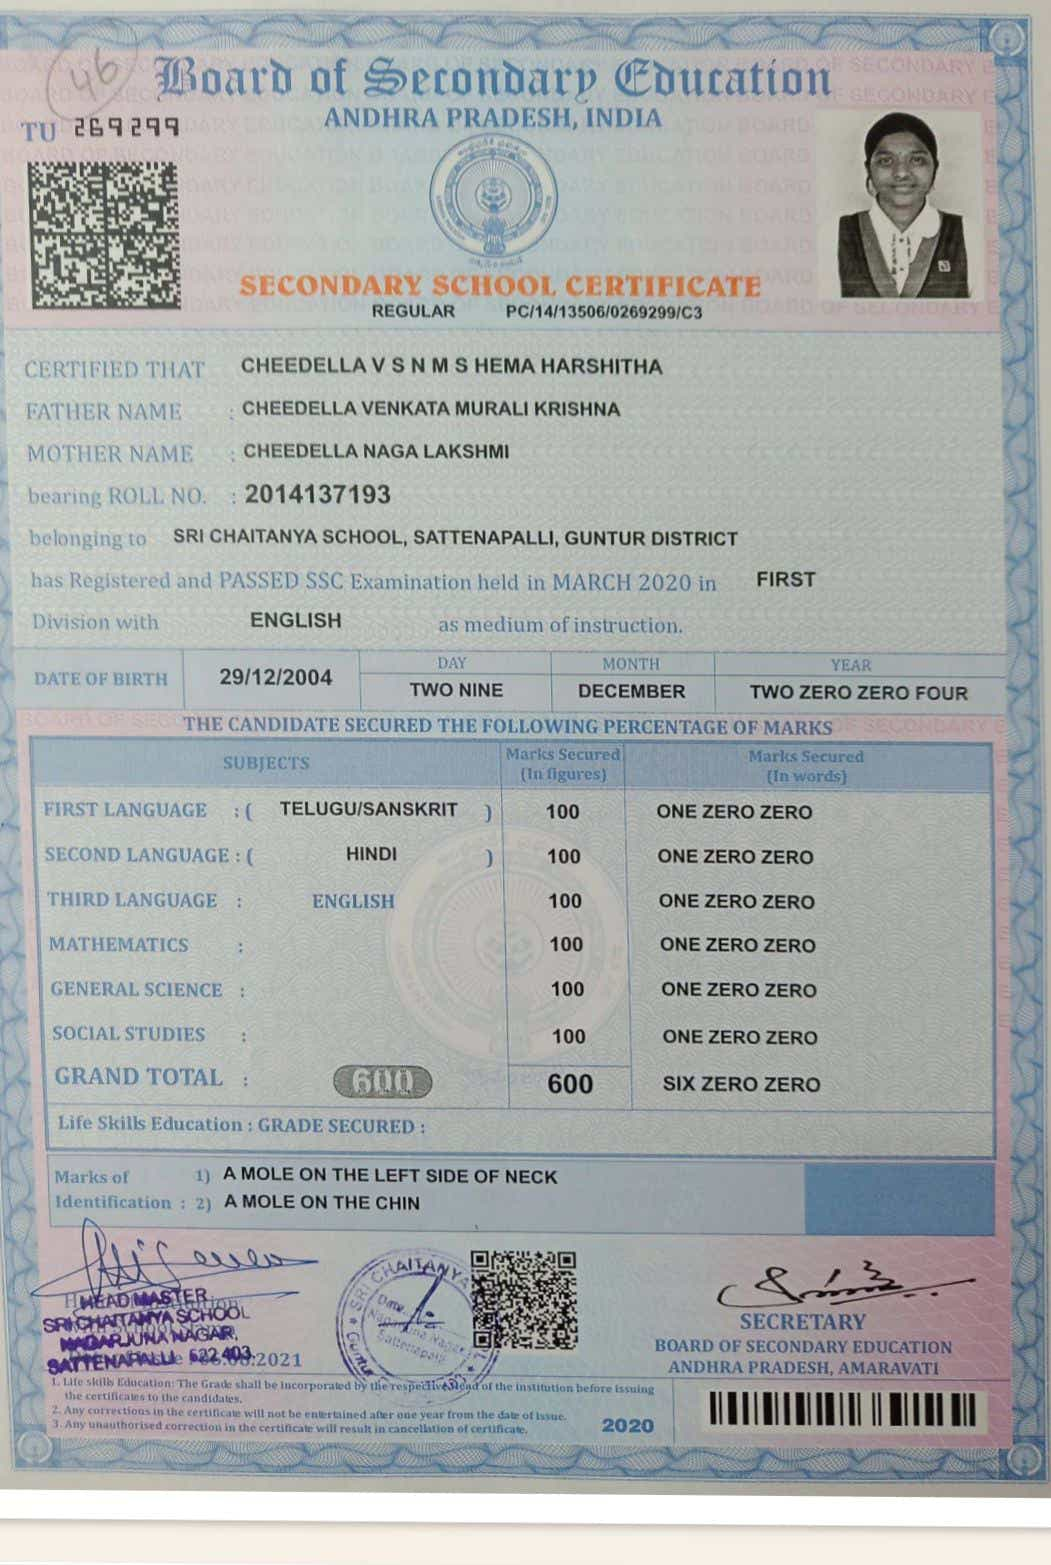 46
Board of Secondary Education
ANDHRA PRADESH, INDIA
TU 269299
SECONDARY SCHOOL CERTIFICATE
REGULAR PC/14/13506/0269299/C3
CERTIFIED THAT CHEEDELLA V S N M S HEMA HARSHITHA
FATHER NAME : CHEEDELLA VENKATA MURALI KRISHNA
MOTHER NAME : CHEEDELLA NAGA LAKSHMI
bearing ROLL NO. : 2014137193
belonging to SRI CHAITANYA SCHOOL, SATTENAPALLI, GUNTUR DISTRICT
has Registered and PASSED SSC Examination held in MARCH 2020 in FIRST
Division with ENGLISH as medium of instruction.
DATE OF BIRTH 29/12/2004 DAY MONTH YEAR
TWO NINE DECEMBER TWO ZERO ZERO FOUR
THE CANDIDATE SECURED THE FOLLOWING PERCENTAGE OF MARKS
SUBJECTS Marks Secured (In figures) Marks Secured (In words)
FIRST LANGUAGE : ( TELUGU/SANSKRIT ) 100 ONE ZERO ZERO
SECOND LANGUAGE : ( HINDI ) 100 ONE ZERO ZERO
THIRD LANGUAGE : ENGLISH 100 ONE ZERO ZERO
MATHEMATICS : 100 ONE ZERO ZERO
GENERAL SCIENCE : 100 ONE ZERO ZERO
SOCIAL STUDIES : 100 ONE ZERO ZERO
GRAND TOTAL : 600 600 SIX ZERO ZERO
Life Skills Education : GRADE SECURED :
Marks of 1) A MOLE ON THE LEFT SIDE OF NECK
Identification : 2) A MOLE ON THE CHIN
HEAD MASTER
SRI CHAITANYA SCHOOL
NAGARJUNA NAGAR,
SATTENAPALLI 522 403.
2021
SRI CHAITANYA
Date
Nagarjuna Nagar
Sattenapalli
SECRETARY
BOARD OF SECONDARY EDUCATION
ANDHRA PRADESH, AMARAVATI
1. Life skills Education: The Grade shall be incorporated by the respective Head of the institution before issuing
the certificates to the candidates.
2. Any corrections in the certificate will not be entertained after one year from the date of issue.
3. Any unauthorised correction in the certificate will result in cancellation of certificate.
2020